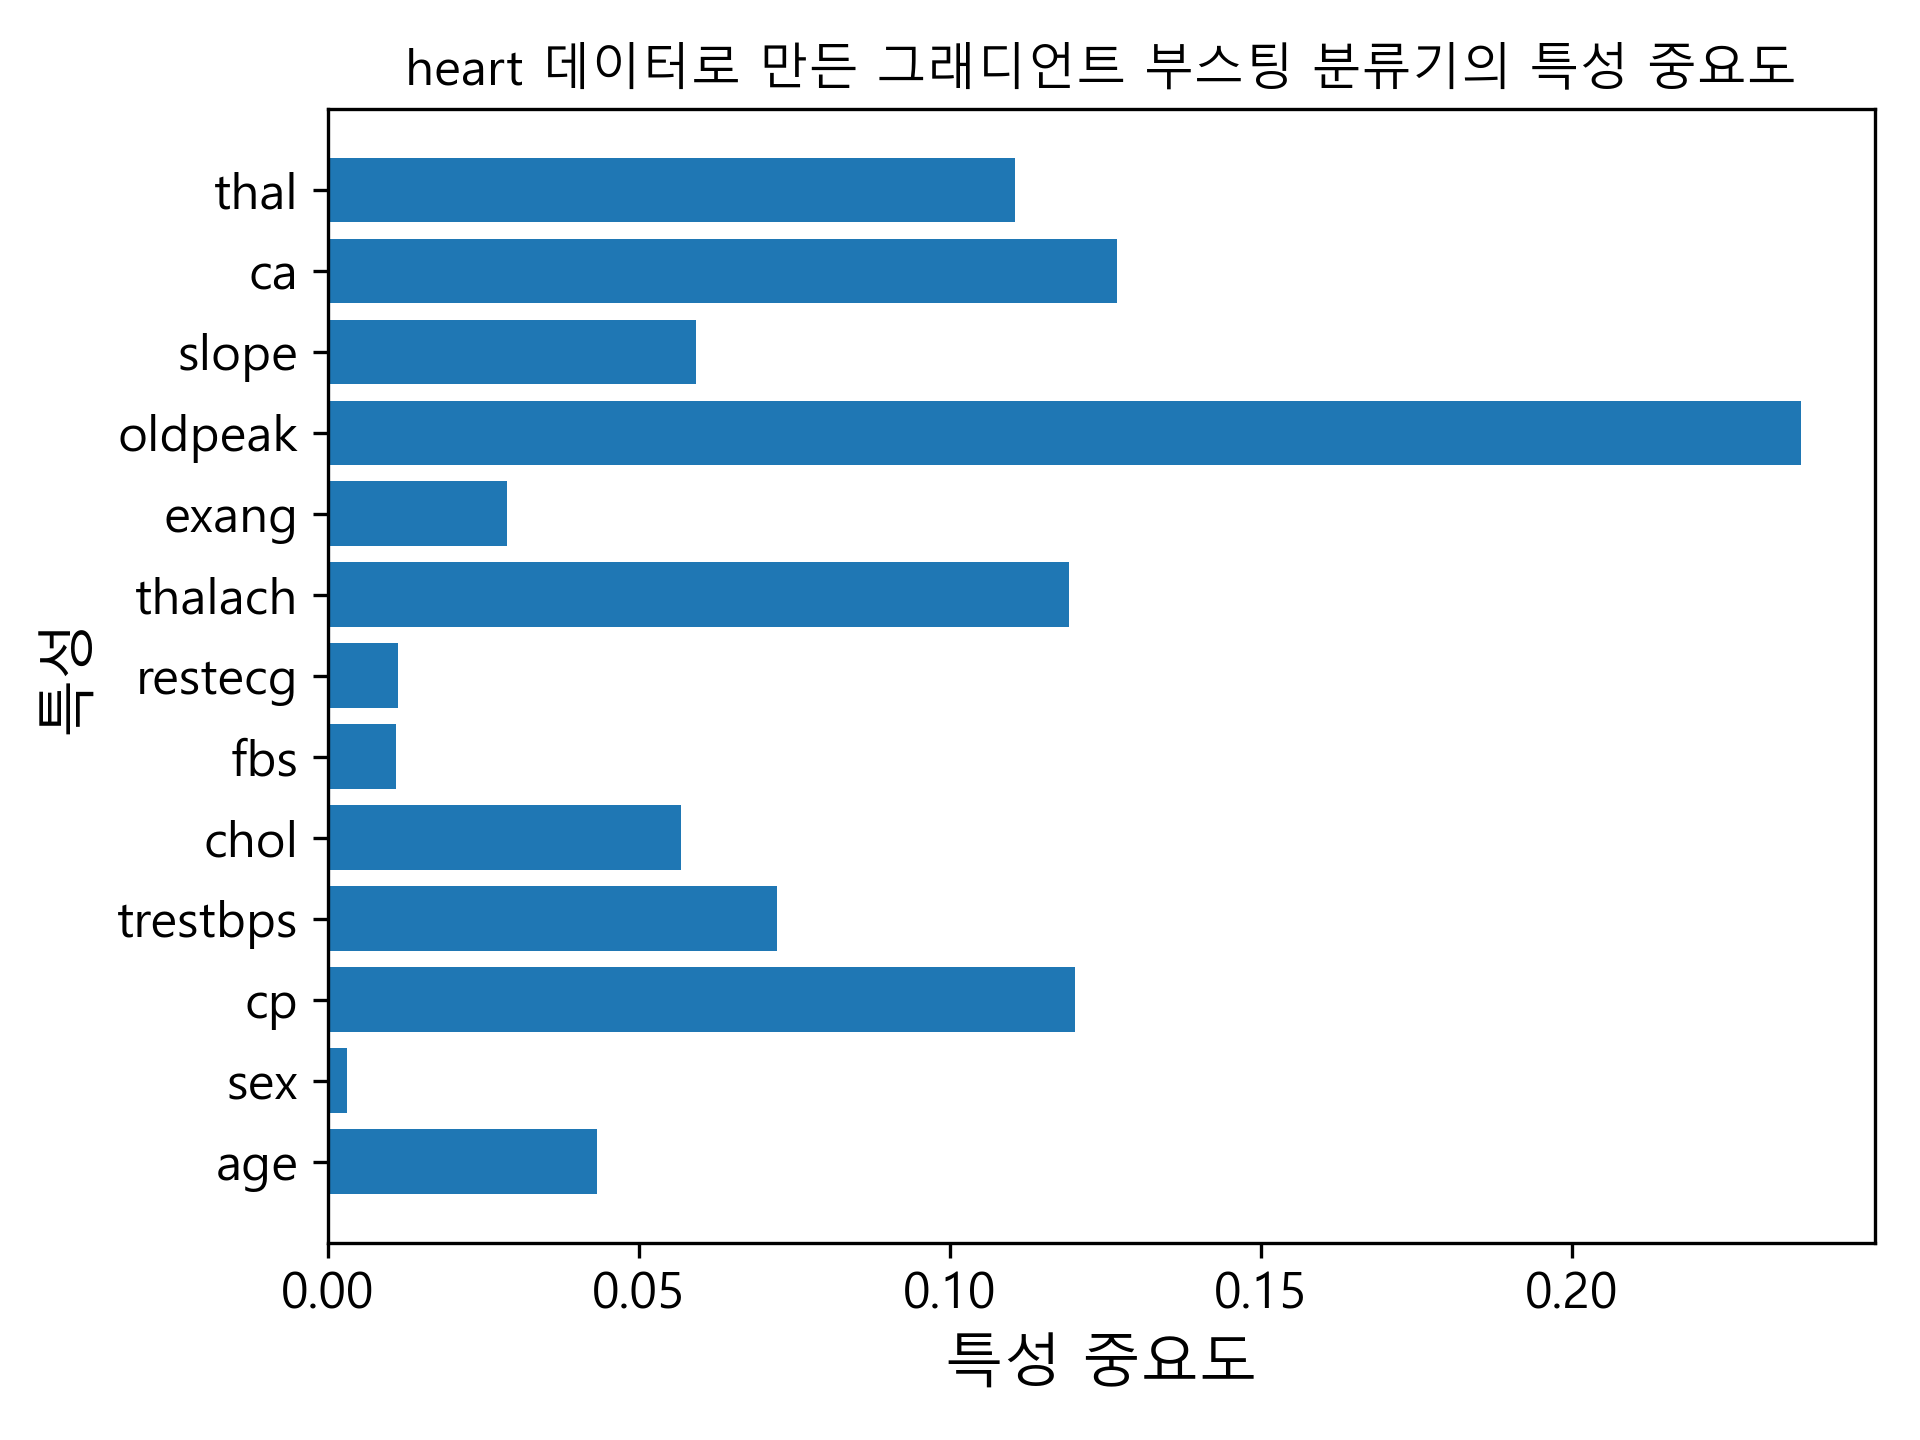 heart 데이터로 만든 그래디언트 부스팅 분류기의 특성 중요도
thal
ca
slope
oldpeak
exang
thalach
restecg
fbs
chol
trestbps
cp
sex
age
특성
0.00 0.05 0.10 0.15 0.20
특성 중요도